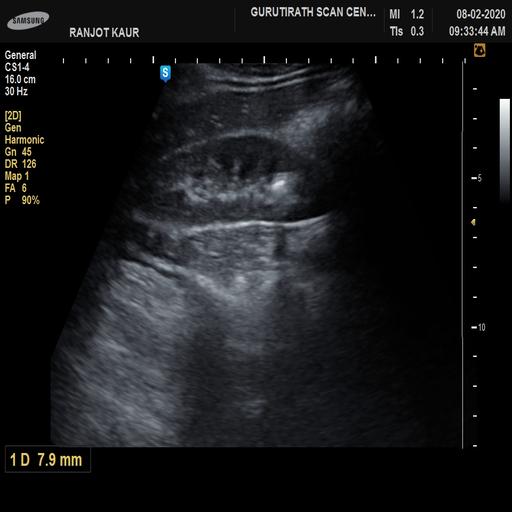 SAMSUNG
RANJOT KAUR
GURUTIRATH SCAN CEN...
MI 1.2
TIs 0.3
08-02-2020
09:33:44 AM
General
CS1-4
16.0 cm
30 Hz
[2D]
Gen
Harmonic
Gn 45
DR 126
Map 1
FA 6
P 90%
S
5
10
1 D 7.9 mm